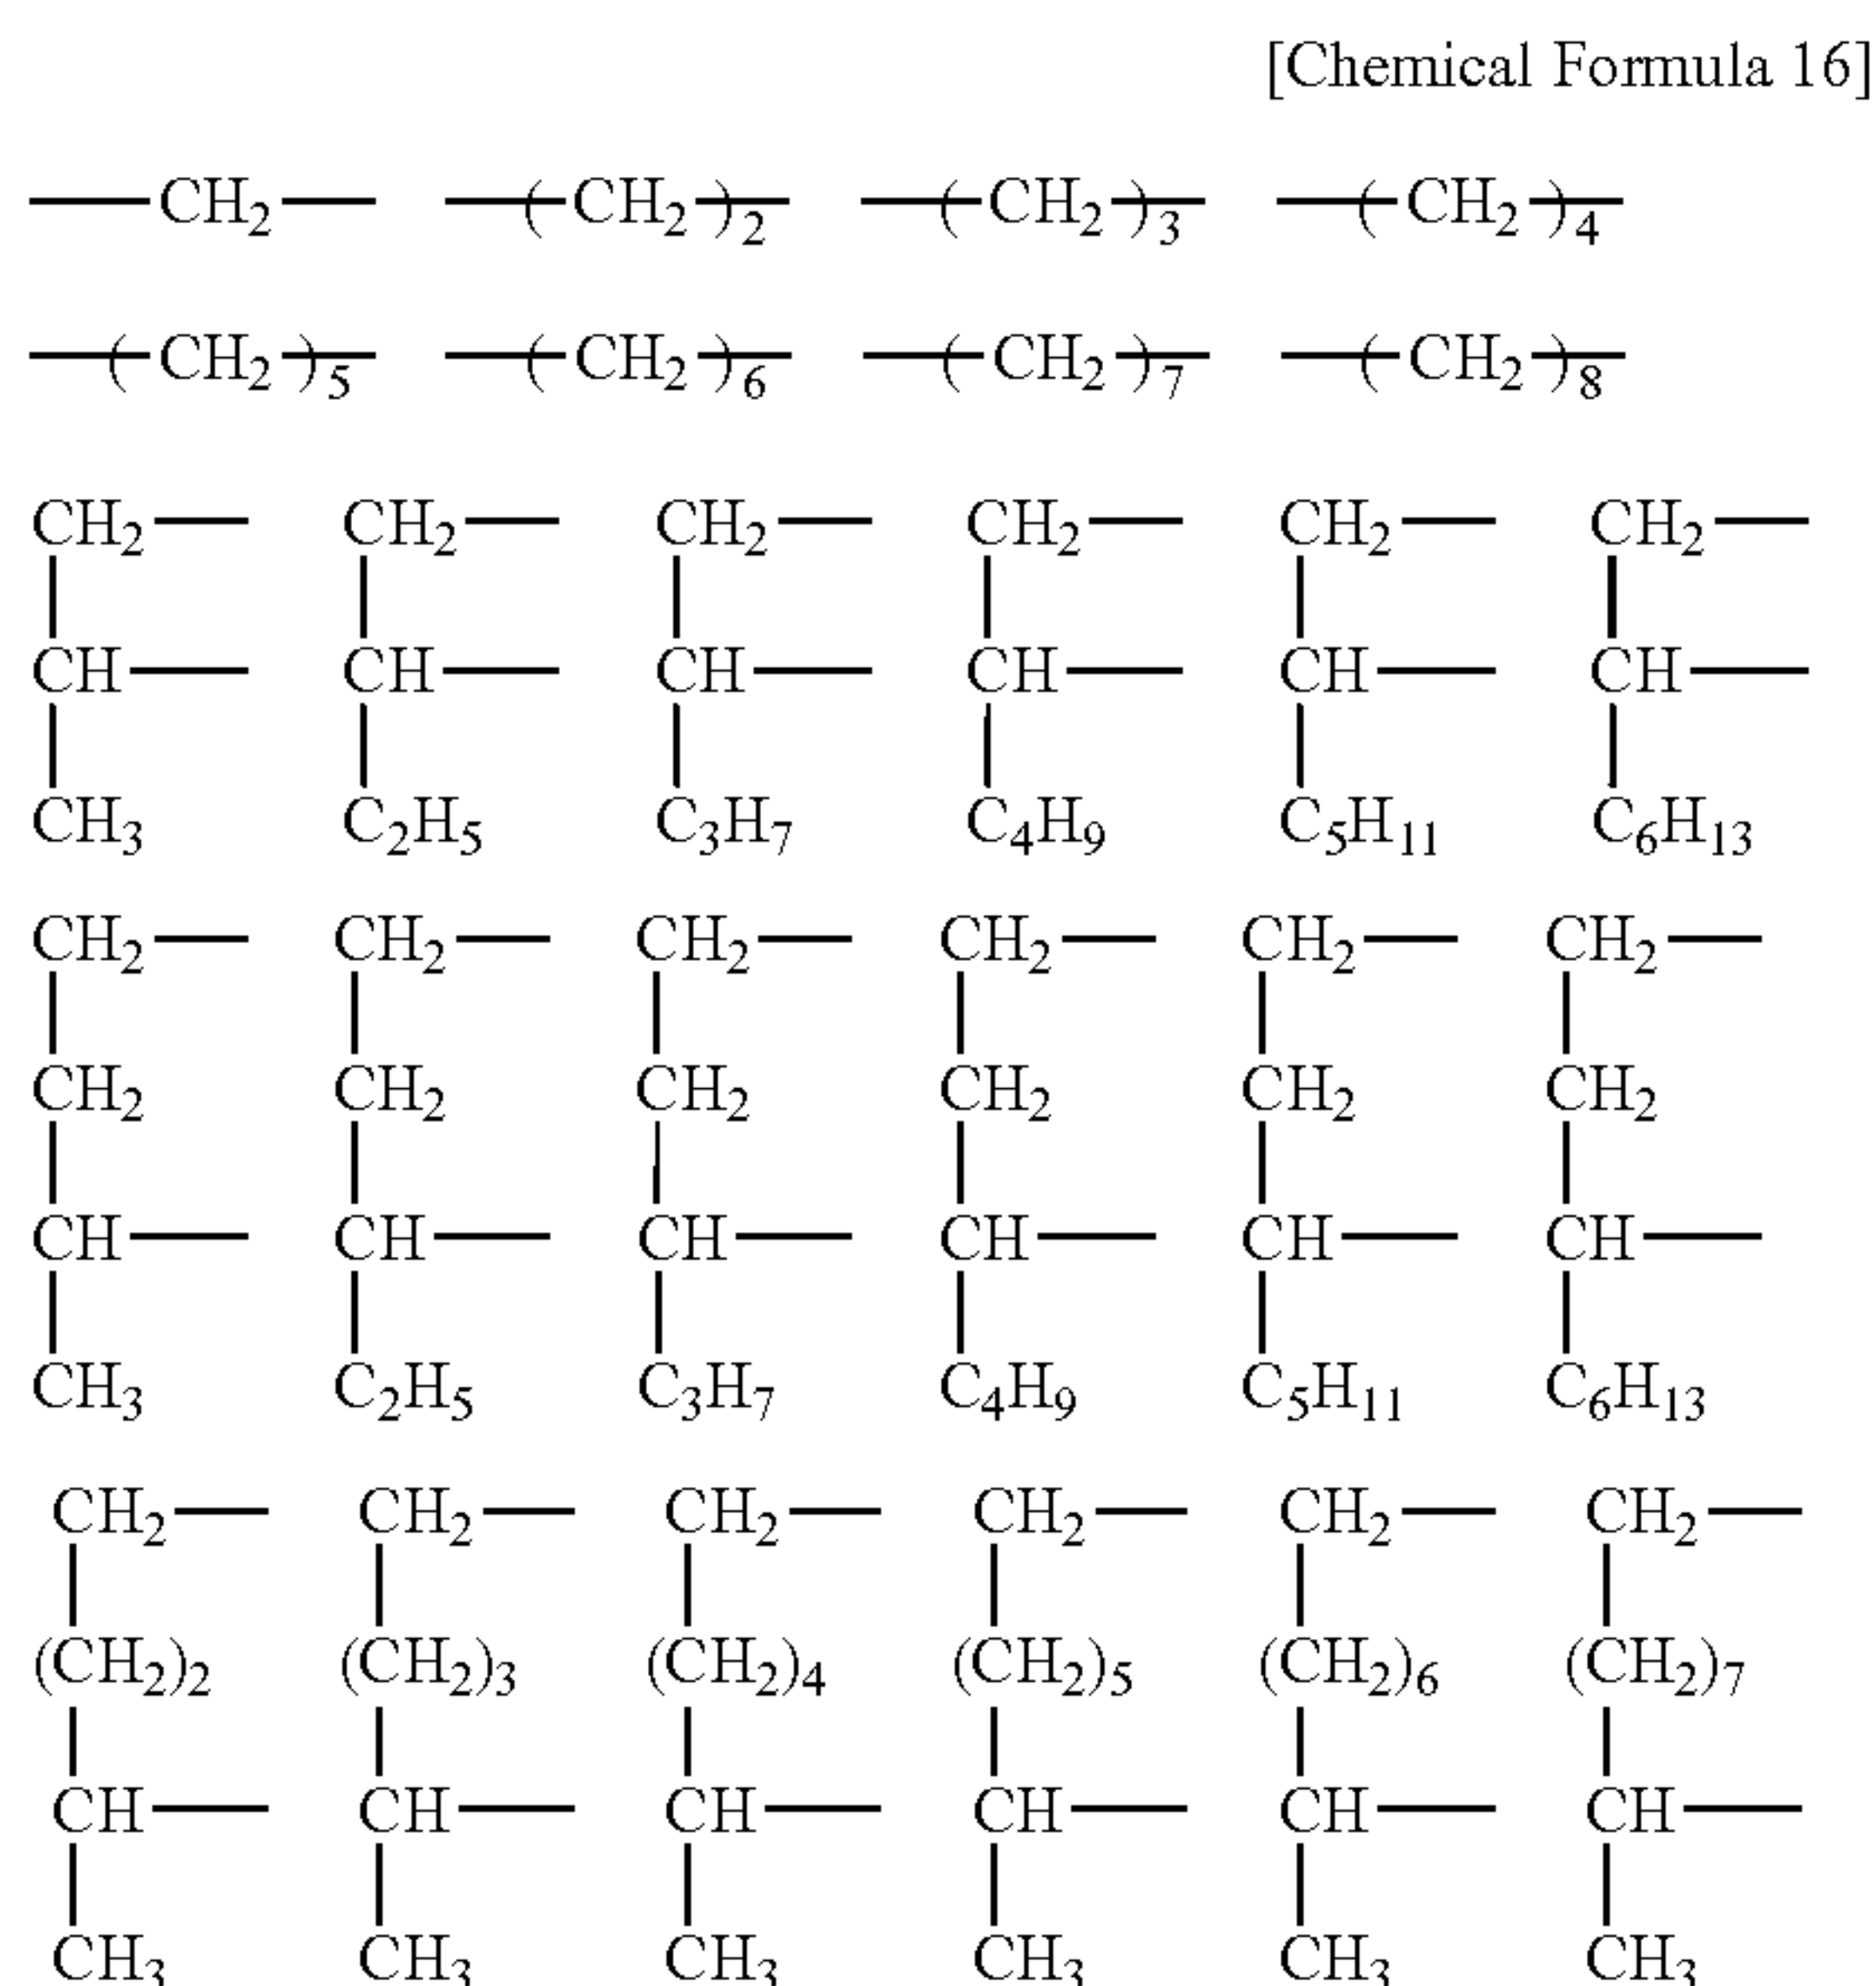 [Chemical Formula 16]
—CH₂— —(CH₂)₂— —(CH₂)₃— —(CH₂)₄—
—(CH₂)₅— —(CH₂)₆— —(CH₂)₇— —(CH₂)₈—
CH₂— CH₂— CH₂— CH₂— CH₂— CH₂—
CH— CH— CH— CH— CH— CH—
CH₃ C₂H₅ C₃H₇ C₄H₉ C₅H₁₁ C₆H₁₃
CH₂— CH₂— CH₂— CH₂— CH₂— CH₂—
CH₂ CH₂ CH₂ CH₂ CH₂ CH₂
CH— CH— CH— CH— CH— CH—
CH₃ C₂H₅ C₃H₇ C₄H₉ C₅H₁₁ C₆H₁₃
CH₂— CH₂— CH₂— CH₂— CH₂— CH₂—
(CH₂)₂ (CH₂)₃ (CH₂)₄ (CH₂)₅ (CH₂)₆ (CH₂)₇
CH— CH— CH— CH— CH— CH—
CH₃ CH₃ CH₃ CH₃ CH₃ CH₃